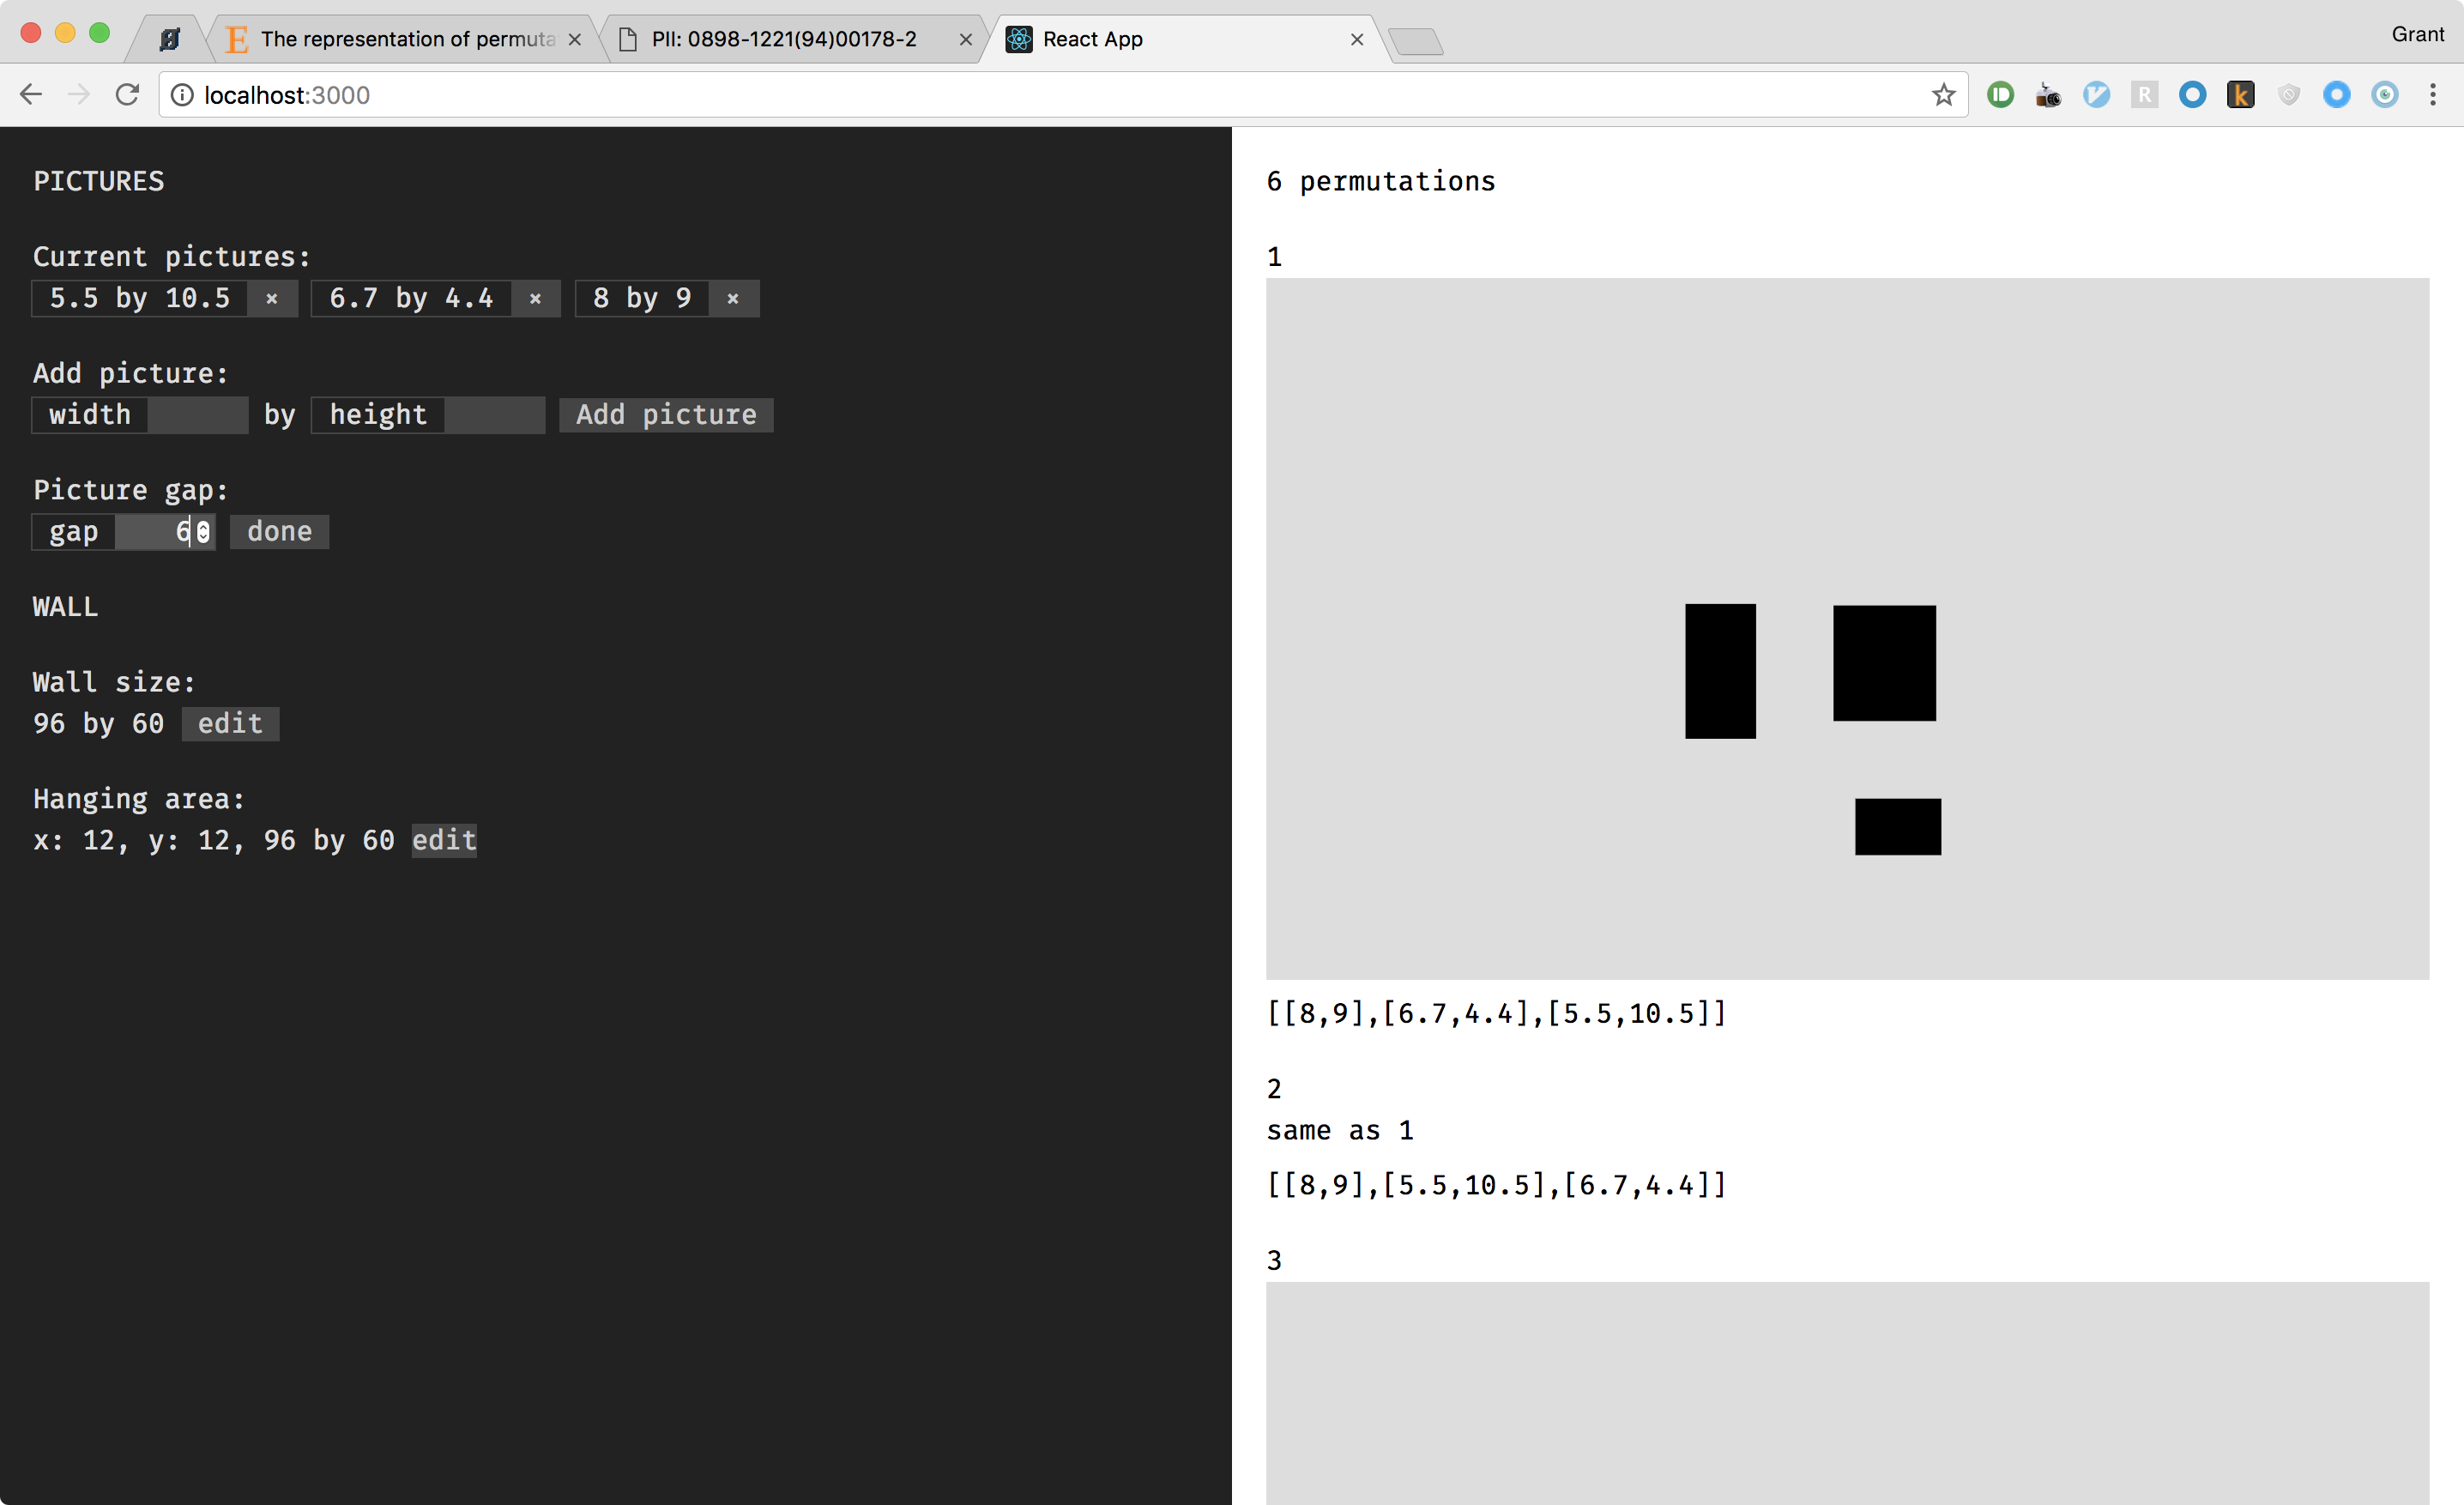 The representation of permuta
PII: 0898-1221(94)00178-2
React App
Grant
localhost:3000
PICTURES
Current pictures:
5.5 by 10.5 × 6.7 by 4.4 × 8 by 9 ×
Add picture:
width by height Add picture
Picture gap:
gap 6 done
WALL
Wall size:
96 by 60 edit
Hanging area:
x: 12, y: 12, 96 by 60 edit
6 permutations
1
[[8,9],[6.7,4.4],[5.5,10.5]]
2
same as 1
[[8,9],[5.5,10.5],[6.7,4.4]]
3